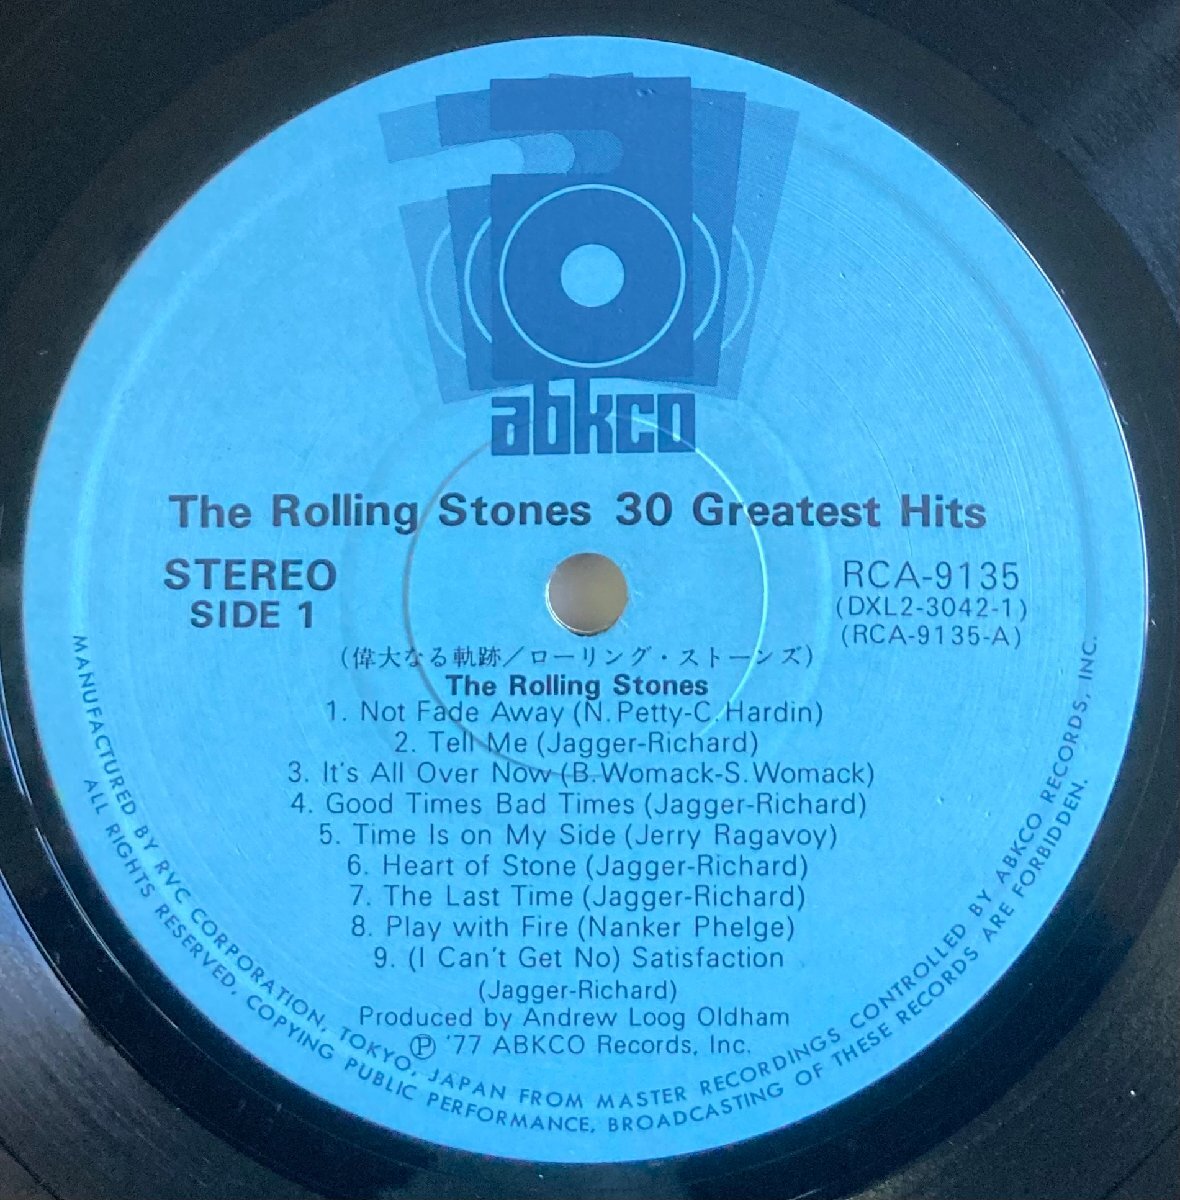 abkco
The Rolling Stones 30 Greatest Hits
STEREO
SIDE 1
RCA-9135
(DXL2-3042-1)
(RCA-9135-A)
(偉大なる軌跡/ローリング・ストーンズ)
The Rolling Stones
1. Not Fade Away (N. Petty-C. Hardin)
2. Tell Me (Jagger-Richard)
3. It's All Over Now (B. Womack-S. Womack)
4. Good Times Bad Times (Jagger-Richard)
5. Time Is on My Side (Jerry Ragavoy)
6. Heart of Stone (Jagger-Richard)
7. The Last Time (Jagger-Richard)
8. Play with Fire (Nanker Phelge)
9. (I Can't Get No) Satisfaction
(Jagger-Richard)
Produced by Andrew Loog Oldham
Ⓟ '77 ABKCO Records, Inc.
MANUFACTURED BY RVC CORPORATION, TOKYO, JAPAN FROM MASTER RECORDINGS CONTROLLED BY ABKCO RECORDS, INC.
ALL RIGHTS RESERVED, COPYING PUBLIC PERFORMANCE, BROADCASTING OF THESE RECORDS ARE FORBIDDEN.